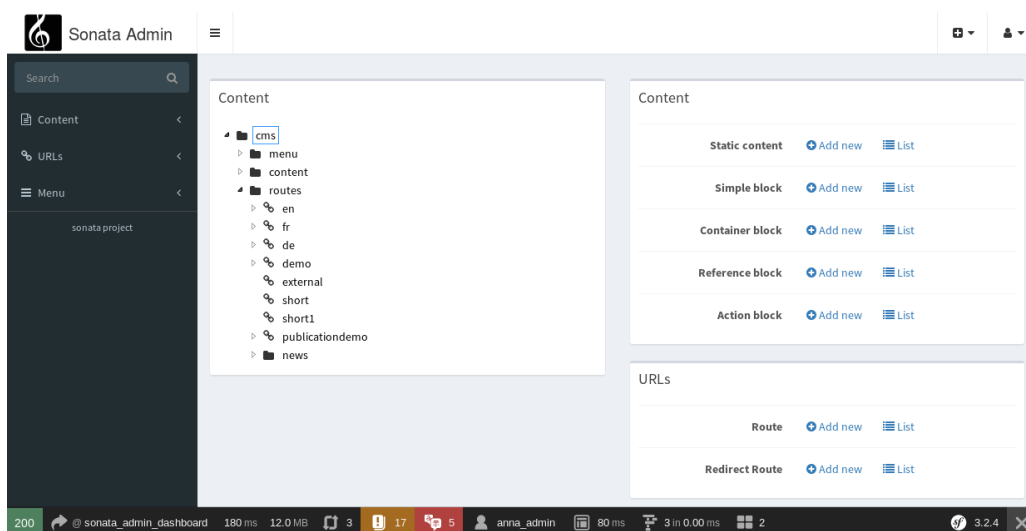 Sonata Admin
Search
Content
URLs
Menu
sonata project
Content
cms
menu
content
routes
en
fr
de
demo
external
short
short1
publicationdemo
news
Content
Static content Add new List
Simple block Add new List
Container block Add new List
Reference block Add new List
Action block Add new List
URLs
Route Add new List
Redirect Route Add new List
200 @ sonata_admin_dashboard 180 ms 12.0 MB 3 17 5 anna_admin 80 ms 3 in 0.00 ms 2 3.2.4